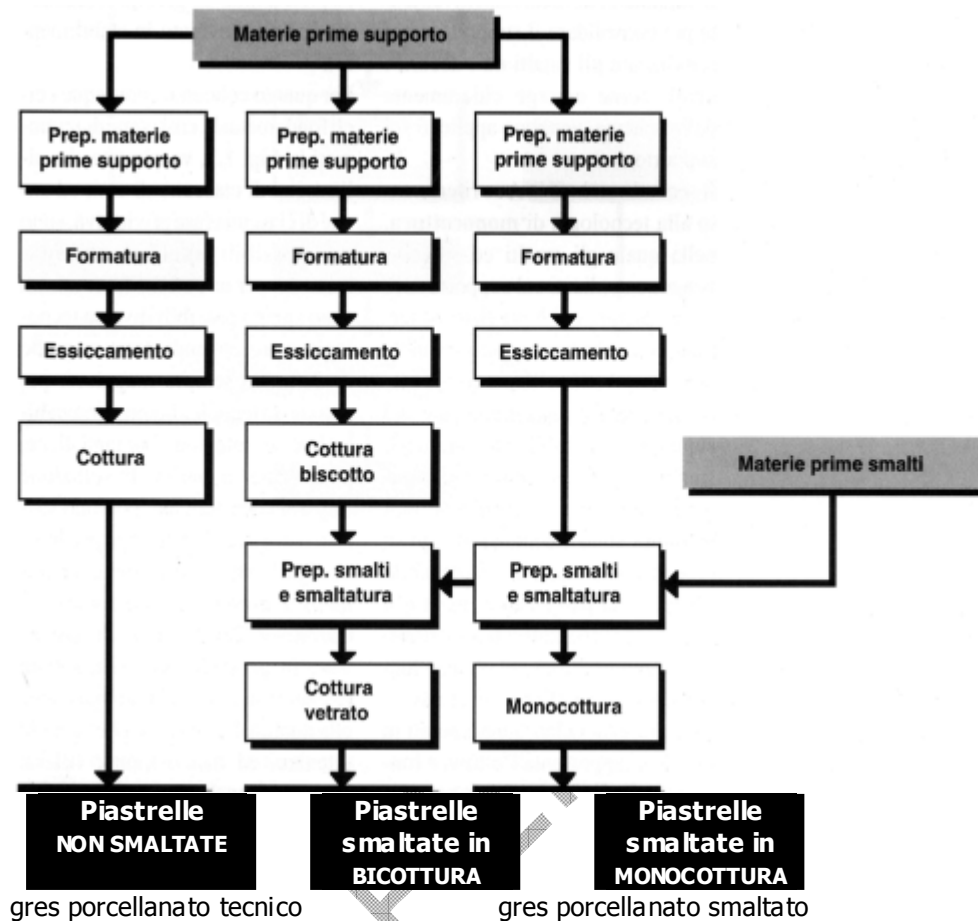 Materie prime supporto
Prep. materie
prime supporto
Prep. materie
prime supporto
Prep. materie
prime supporto
Formatura
Formatura
Formatura
Essiccamento
Essiccamento
Essiccamento
Cottura
Cottura
biscotto
Materie prime smalti
Prep. smalti
e smaltatura
Prep. smalti
e smaltatura
Cottura
vetrato
Monocottura
Piastrelle
NON SMALTATE
Piastrelle
smaltate in
BICOTTURA
Piastrelle
smaltate in
MONOCOTTURA
gres porcellanato tecnico
gres porcellanato smaltato